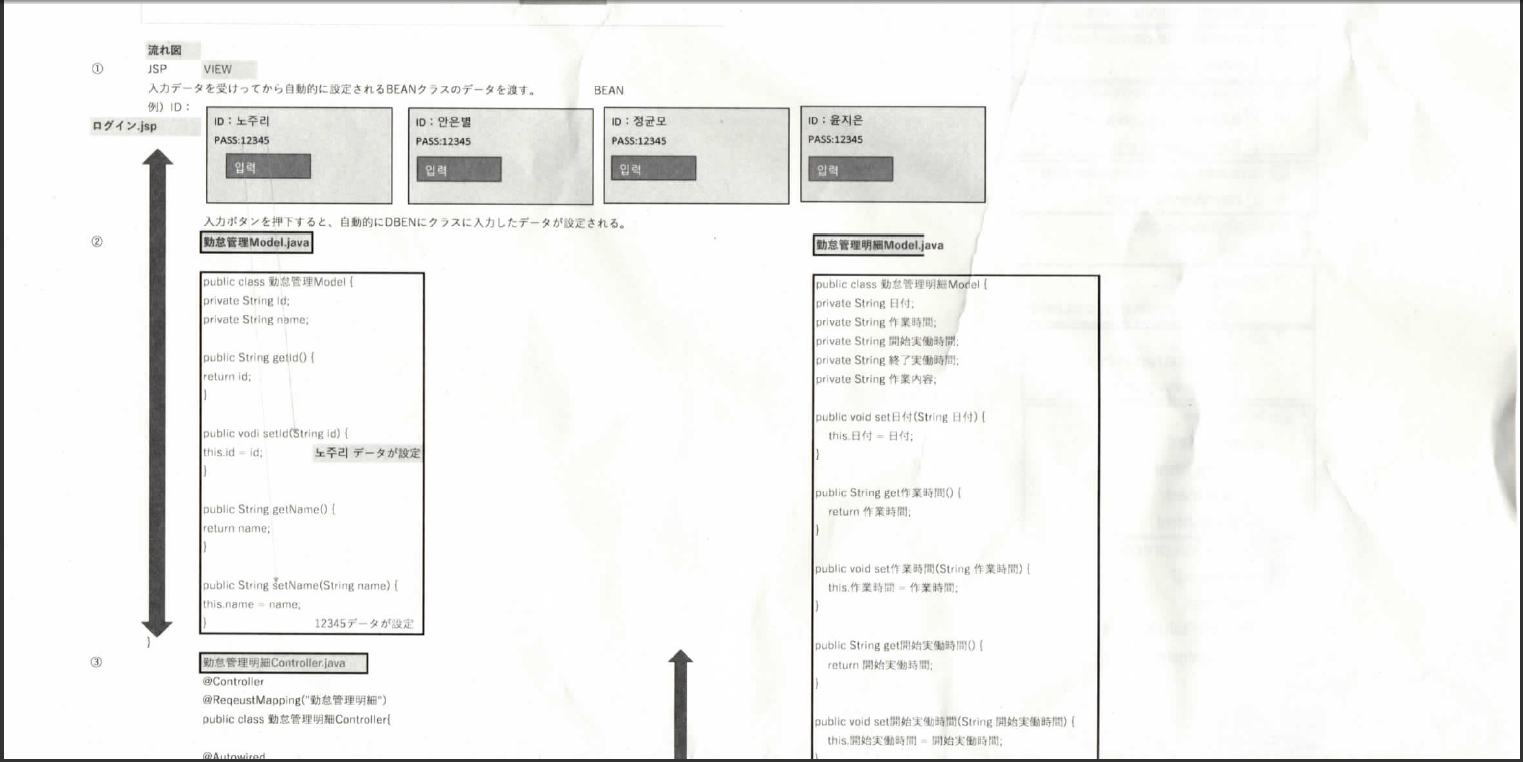 流れ図
① JSP VIEW
入力データを受けってから自動的に設定されるBEANクラスのデータを渡す。 BEAN
例）ID：
ログイン.jsp
ID：노주리
PASS:12345
입력
ID：안은별
PASS:12345
입력
ID：정균모
PASS:12345
입력
ID：윤지은
PASS:12345
입력
入力ボタンを押下すると、自動的にDBENにクラスに入力したデータが設定される。
②
勤怠管理Model.java
public class 勤怠管理Model {
private String id;
private String name;
public String getId() {
return id;
}
public vodi setId(String id) {
this.id = id; 노주리 データが設定
}
public String getName() {
return name;
}
public String setName(String name) {
this.name = name;
} 12345データが設定
}
勤怠管理明細Model.java
public class 勤怠管理明細Model {
private String 日付;
private String 作業時間;
private String 開始実働時間;
private String 終了実働時間;
private String 作業内容;
public void set日付(String 日付) {
this.日付 = 日付;
}
public String get作業時間() {
return 作業時間;
}
public void set作業時間(String 作業時間) {
this.作業時間 = 作業時間;
}
public String get開始実働時間() {
return 開始実働時間;
}
public void set開始実働時間(String 開始実働時間) {
this.開始実働時間 = 開始実働時間;
}
③
勤怠管理明細Controller.java
@Controller
@ReqeustMapping("勤怠管理明細")
public class 勤怠管理明細Controller{
@Autowired